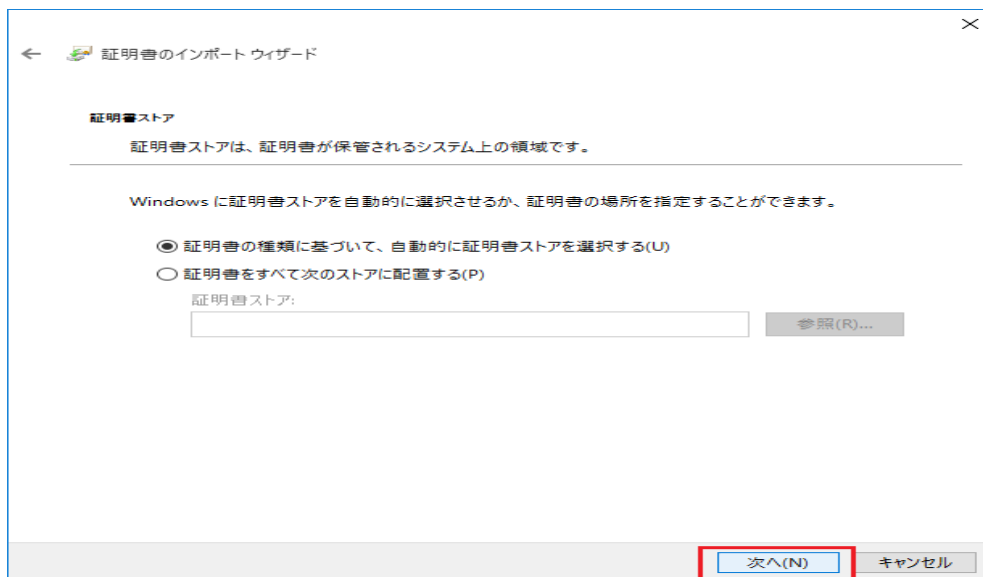 証明書のインポート ウィザード
証明書ストア
証明書ストアは、証明書が保管されるシステム上の領域です。
Windows に証明書ストアを自動的に選択させるか、証明書の場所を指定することができます。
証明書の種類に基づいて、自動的に証明書ストアを選択する(U)
証明書をすべて次のストアに配置する(P)
証明書ストア:
参照(R)...
次へ(N) キャンセル